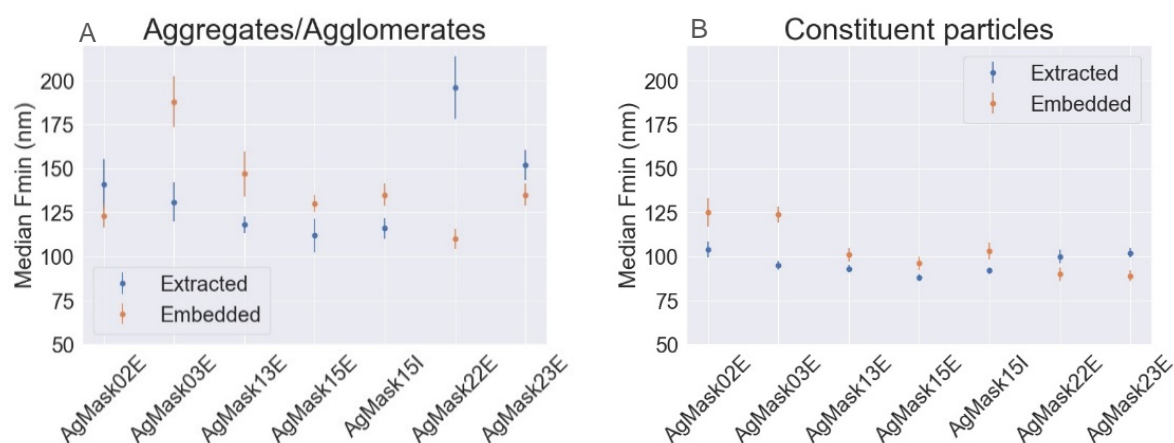 A
Aggregates/Agglomerates
Median Fmin (nm)
200
175
150
125
100
75
50
Extracted
Embedded
AgMask02E
AgMask03E
AgMask13E
AgMask15E
AgMask15I
AgMask22E
AgMask23E
B
Constituent particles
Median Fmin (nm)
200
175
150
125
100
75
50
Extracted
Embedded
AgMask02E
AgMask03E
AgMask13E
AgMask15E
AgMask15I
AgMask22E
AgMask23E